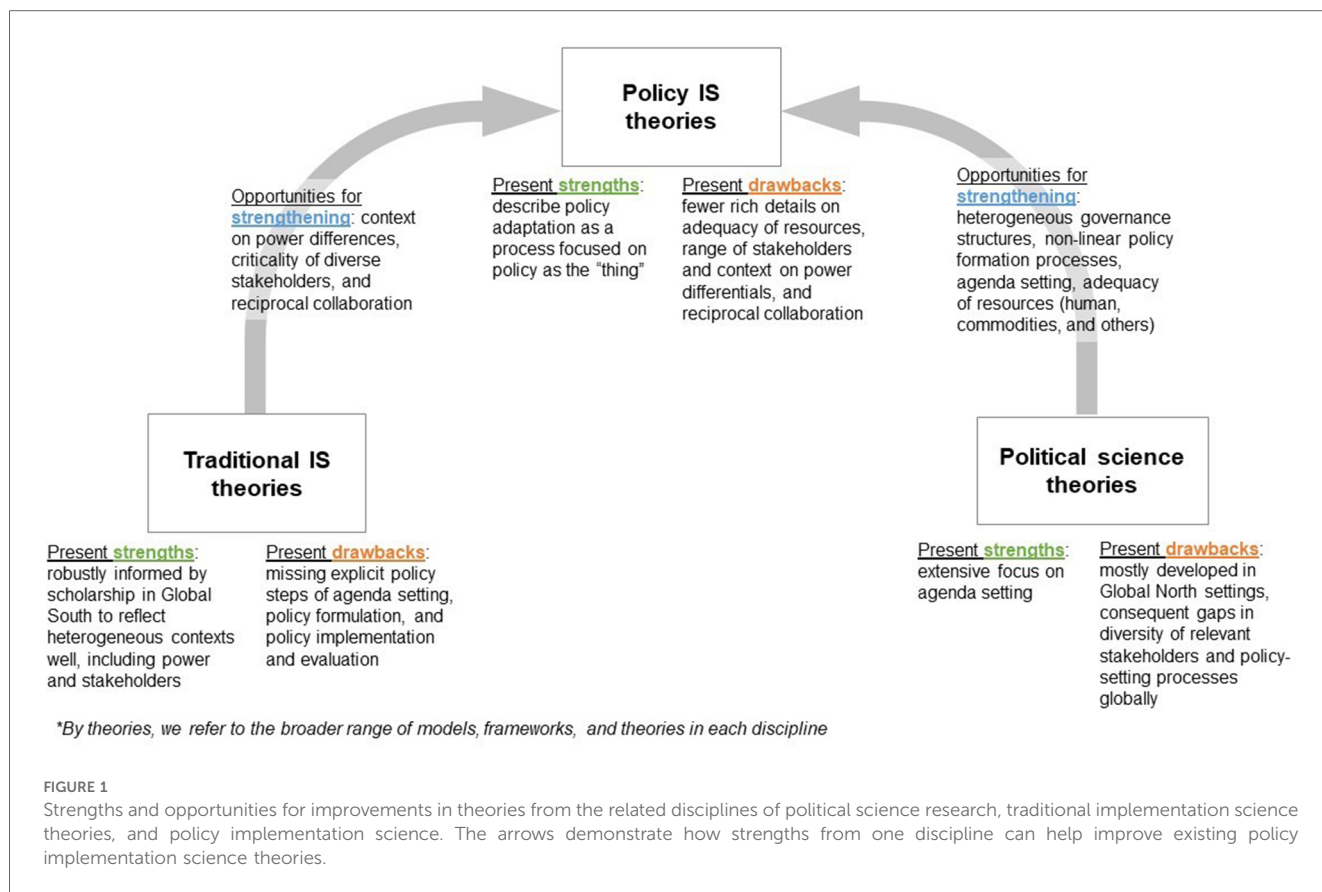 Policy IS
theories
Opportunities for
strengthening: context
on power differences,
criticality of diverse
stakeholders, and
reciprocal collaboration
Present strengths:
describe policy
adaptation as a
process focused on
policy as the “thing”
Present drawbacks:
fewer rich details on
adequacy of resources,
range of stakeholders
and context on power
differentials, and
reciprocal collaboration
Opportunities for
strengthening:
heterogeneous governance
structures, non-linear policy
formation processes,
agenda setting, adequacy
of resources (human,
commodities, and others)
Traditional IS
theories
Present strengths:
robustly informed by
scholarship in Global
South to reflect
heterogeneous contexts
well, including power
and stakeholders
Present drawbacks:
missing explicit policy
steps of agenda setting,
policy formulation, and
policy implementation
and evaluation
Political science
theories
Present strengths:
extensive focus on
agenda setting
Present drawbacks:
mostly developed in
Global North settings,
consequent gaps in
diversity of relevant
stakeholders and policy-
setting processes
globally
*By theories, we refer to the broader range of models, frameworks, and theories in each discipline
FIGURE 1
Strengths and opportunities for improvements in theories from the related disciplines of political science research, traditional implementation science
theories, and policy implementation science. The arrows demonstrate how strengths from one discipline can help improve existing policy
implementation science theories.